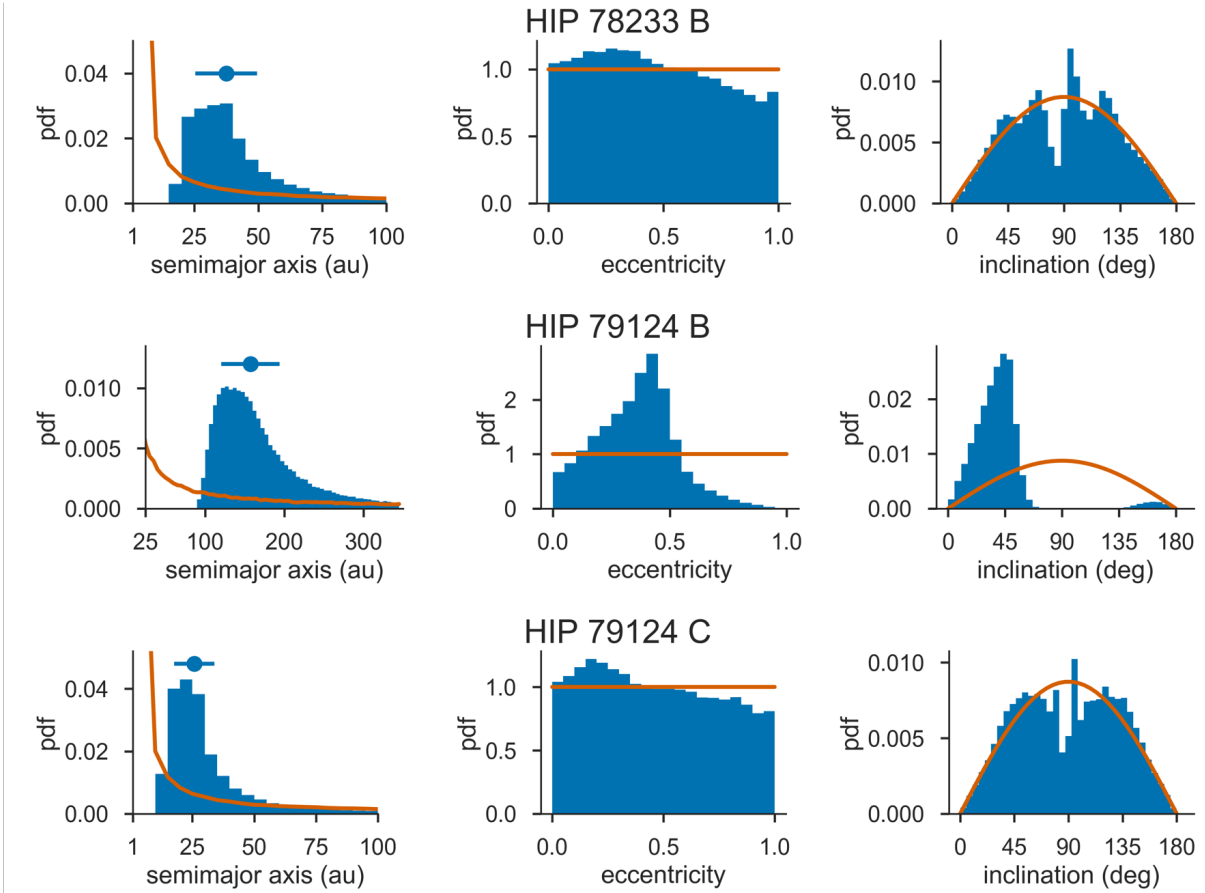 HIP 78233 B
pdf
0.04
0.02
0.00
1 25 50 75 100
semimajor axis (au)
pdf
1.0
0.5
0.0
0.0 0.5 1.0
eccentricity
pdf
0.010
0.005
0.000
0 45 90 135 180
inclination (deg)
HIP 79124 B
pdf
0.010
0.005
0.000
25 100 200 300
semimajor axis (au)
pdf
2
1
0
0.0 0.5 1.0
eccentricity
pdf
0.02
0.01
0.00
0 45 90 135 180
inclination (deg)
HIP 79124 C
pdf
0.04
0.02
0.00
1 25 50 75 100
semimajor axis (au)
pdf
1.0
0.5
0.0
0.0 0.5 1.0
eccentricity
pdf
0.010
0.005
0.000
0 45 90 135 180
inclination (deg)